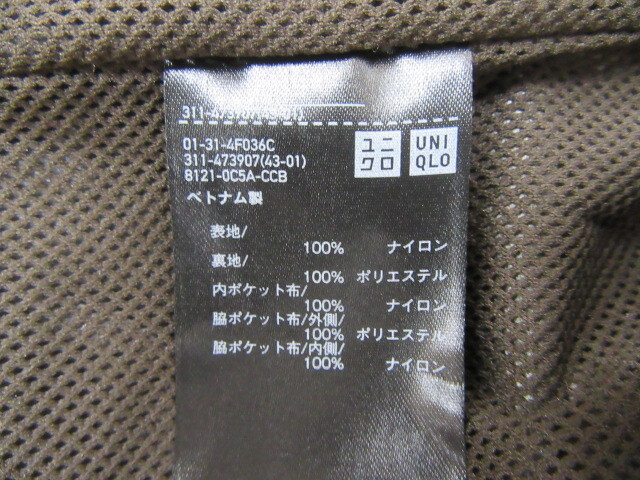 01-31-4F036C
311-473907(43-01)
8121-0C5A-CCB
ユニクロ
UNIQLO
ベトナム製
表地/
100% ナイロン
裏地/
100% ポリエステル
内ポケット布/
100% ナイロン
脇ポケット布/外側/
100% ポリエステル
脇ポケット布/内側/
100% ナイロン